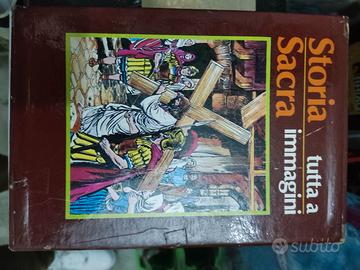 Storia
Sacra
tutta a
immagini
subito